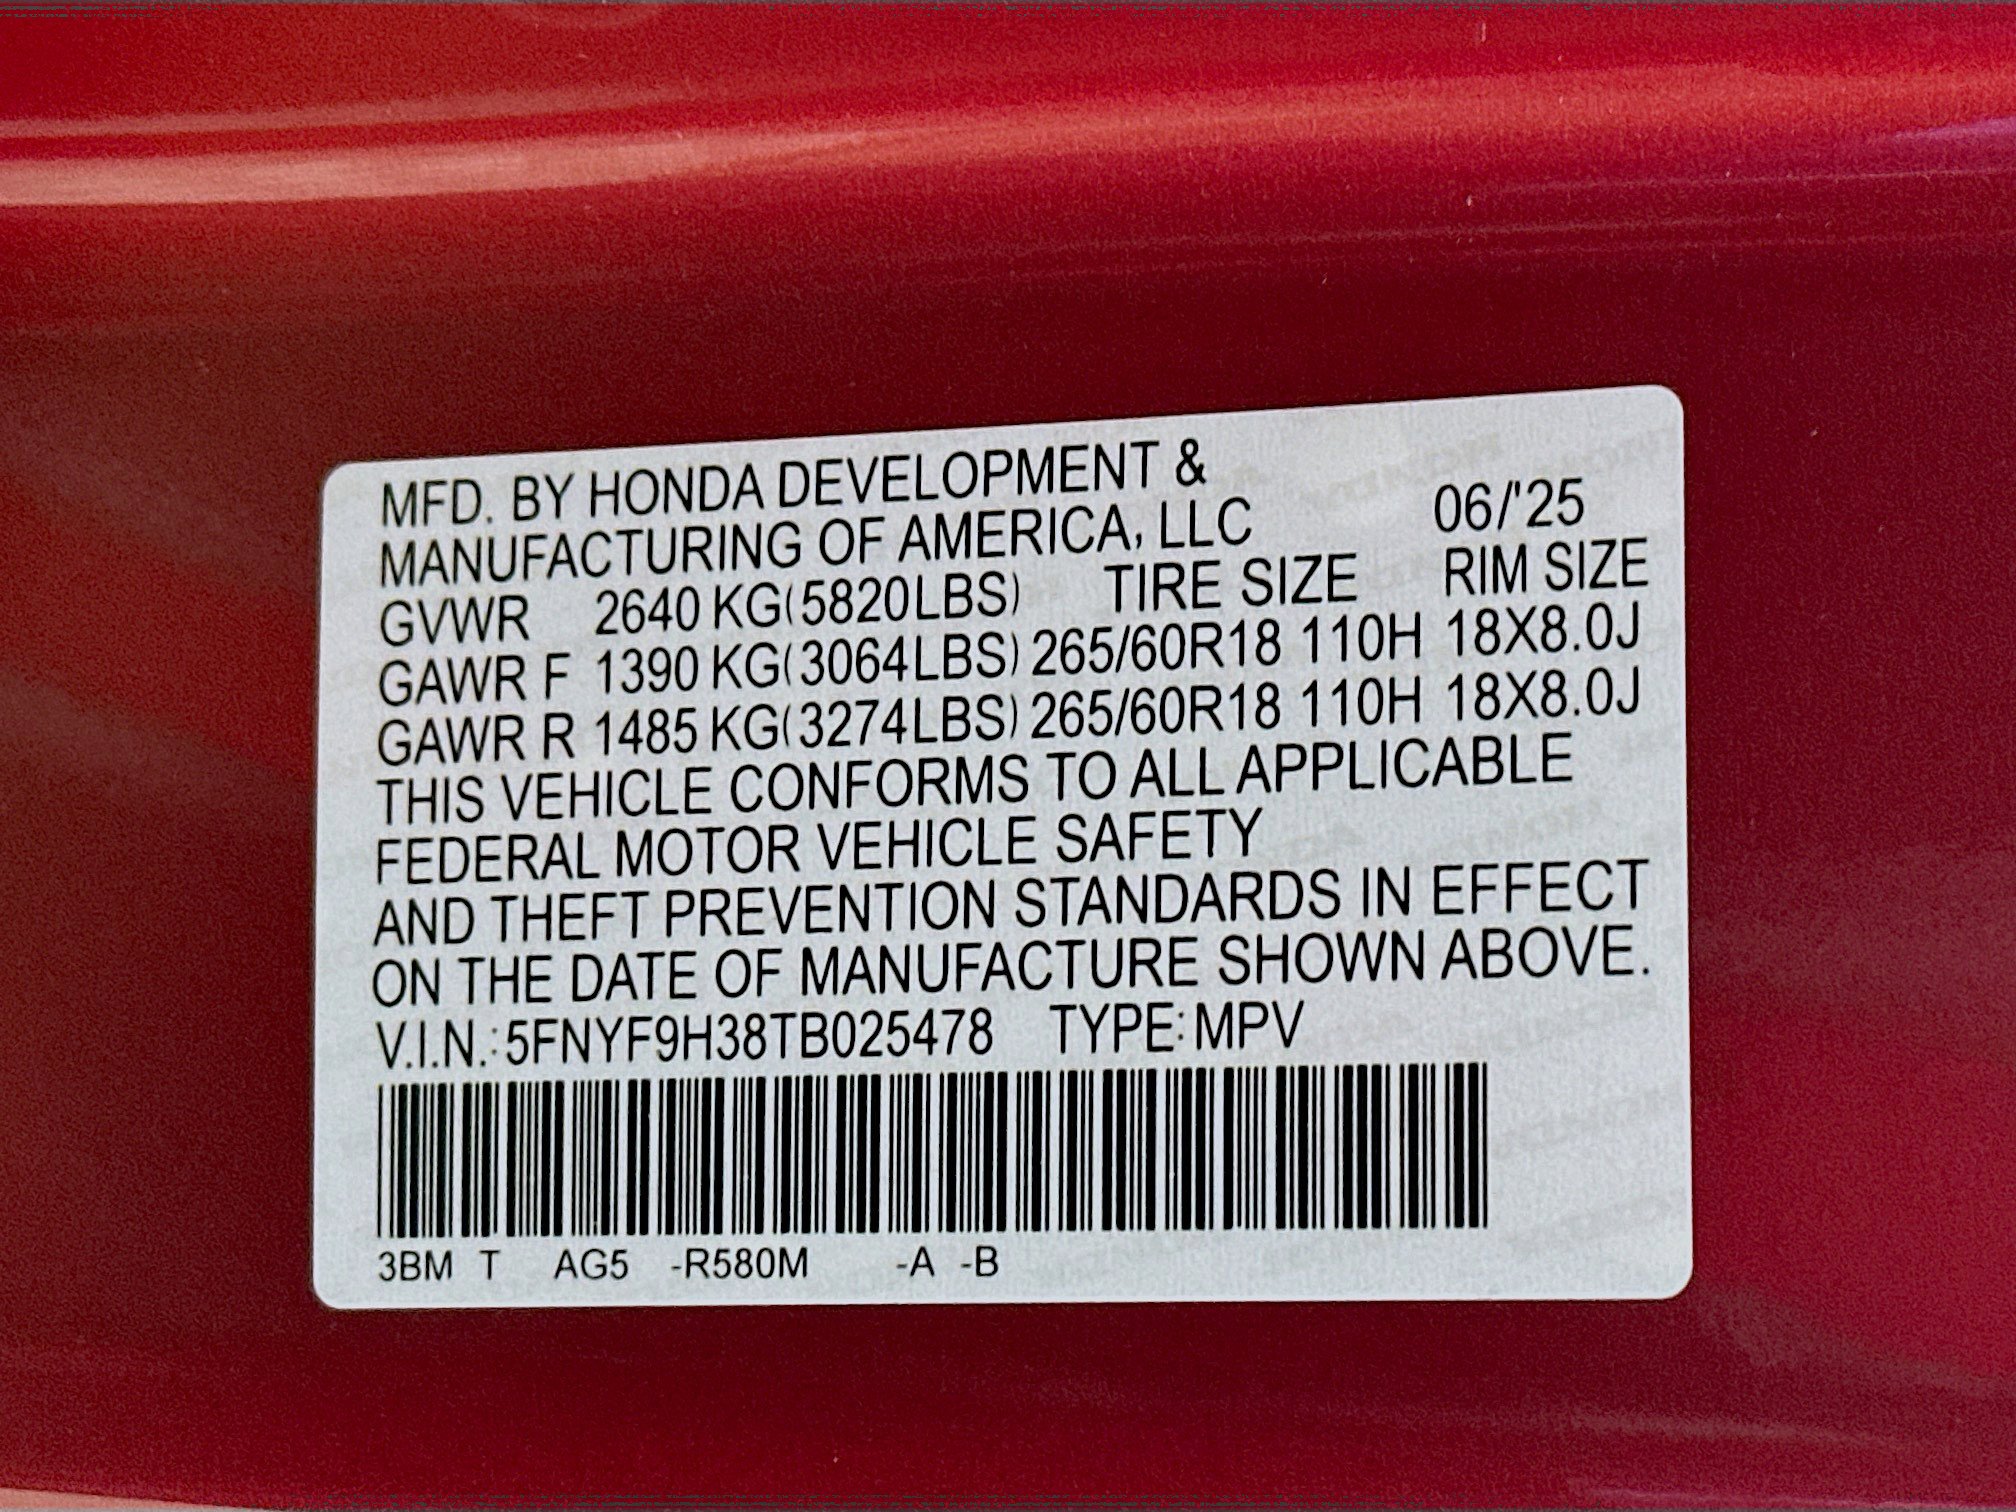 MFD. BY HONDA DEVELOPMENT &
MANUFACTURING OF AMERICA, LLC 06/'25
GVWR 2640 KG(5820LBS) TIRE SIZE RIM SIZE
GAWR F 1390 KG(3064LBS) 265/60R18 110H 18X8.0J
GAWR R 1485 KG(3274LBS) 265/60R18 110H 18X8.0J
THIS VEHICLE CONFORMS TO ALL APPLICABLE
FEDERAL MOTOR VEHICLE SAFETY
AND THEFT PREVENTION STANDARDS IN EFFECT
ON THE DATE OF MANUFACTURE SHOWN ABOVE.
V.I.N.: 5FNYF9H38TB025478 TYPE: MPV
3BM T AG5 -R580M -A -B